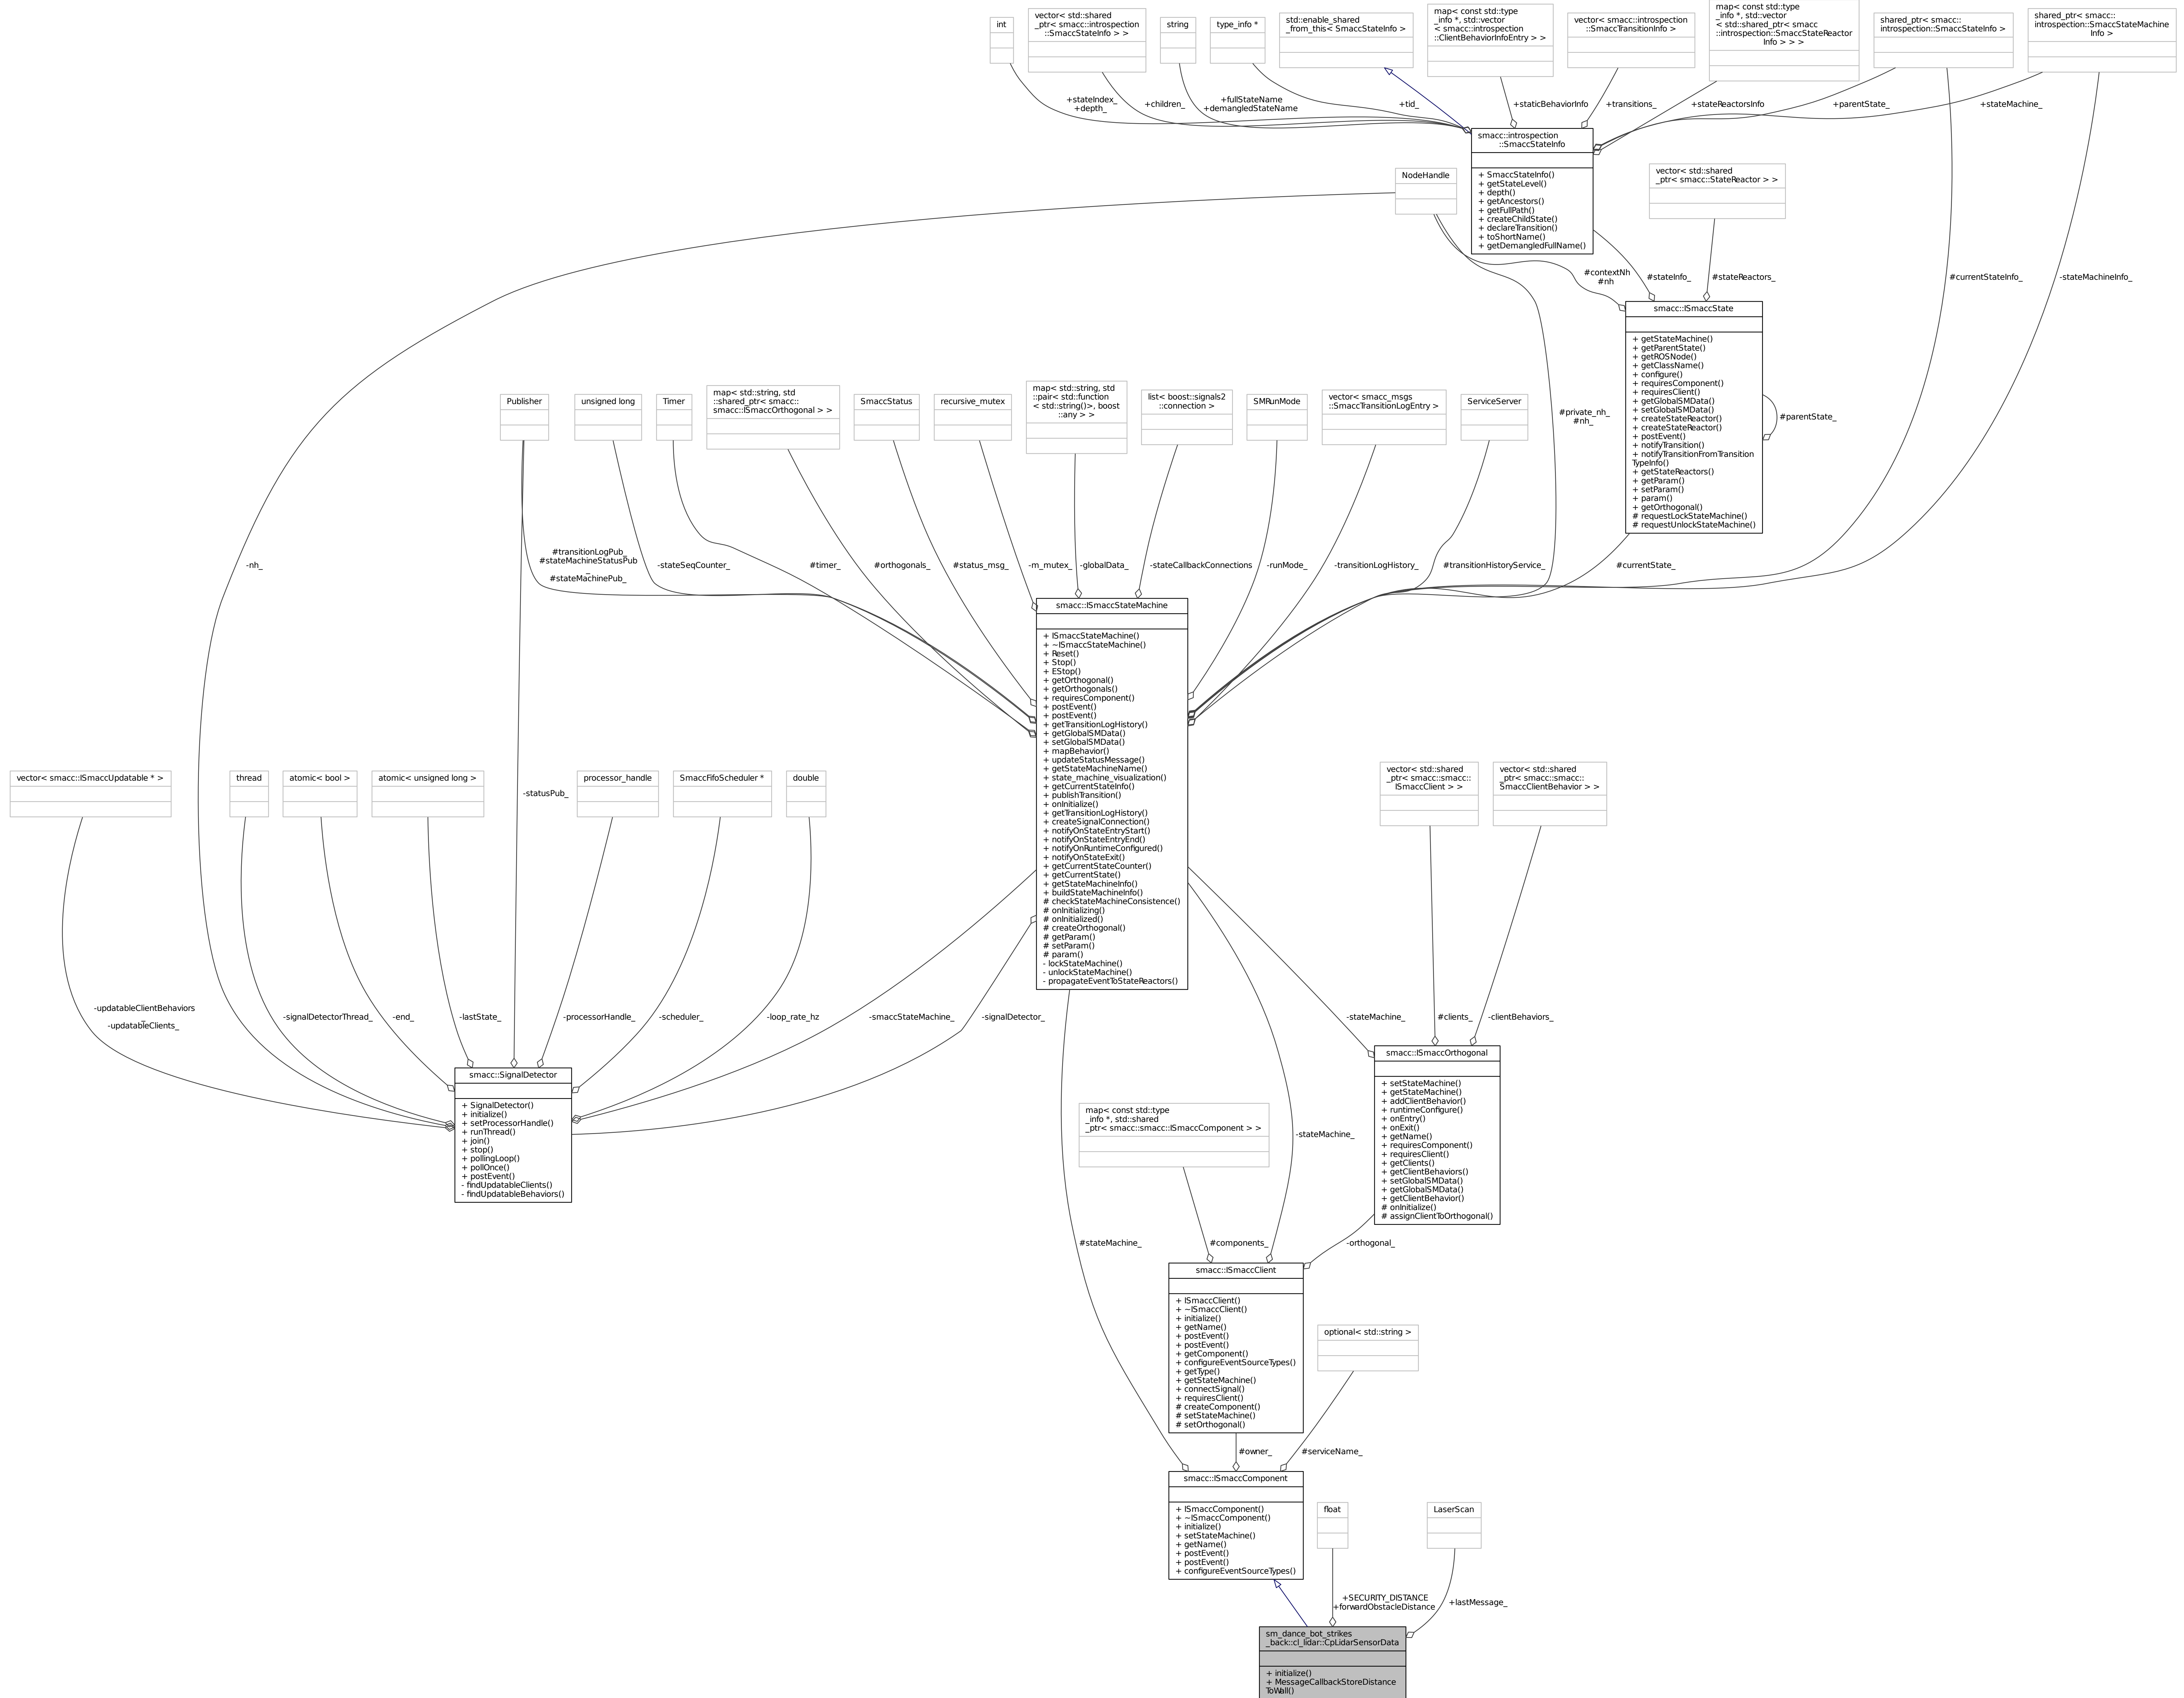 int
vector< std::shared
_ptr< smacc::introspection
::SmaccStateInfo > >
string
type_info *
std::enable_shared
_from_this< SmaccStateInfo >
map< const std::type
_info *, std::vector
< smacc::introspection
::ClientBehaviorInfoEntry > >
vector< smacc::introspection
::SmaccTransitionInfo >
map< const std::type
_info *, std::vector
< std::shared_ptr< smacc
::introspection::SmaccStateReactor
Info > > >
shared_ptr< smacc::
introspection::SmaccStateInfo >
shared_ptr< smacc::
introspection::SmaccStateMachine
Info >
+stateIndex_
+depth_
+children_
+fullStateName
+demangledStateName
+tid_
+staticBehaviorInfo
+transitions_
+stateReactorsInfo
+parentState_
+stateMachine_
smacc::introspection
::SmaccStateInfo
+ SmaccStateInfo()
+ getStateLevel()
+ depth()
+ getAncestors()
+ getFullPath()
+ createChildState()
+ declareTransition()
+ toShortName()
+ getDemangledFullName()
NodeHandle
vector< std::shared
_ptr< smacc::StateReactor > >
#contextNh
#nh
#stateInfo_
#stateReactors_
#currentStateInfo_
-stateMachineInfo_
smacc::ISmaccState
+ getStateMachine()
+ getParentState()
+ getROSNode()
+ getClassName()
+ configure()
+ requiresComponent()
+ requiresClient()
+ getGlobalSMData()
+ setGlobalSMData()
+ createStateReactor()
+ createStateReactor()
+ postEvent()
+ notifyTransition()
+ notifyTransitionFromTransition
TypeInfo()
+ getStateReactors()
+ getParam()
+ setParam()
+ param()
+ getOrthogonal()
# requestLockStateMachine()
# requestUnlockStateMachine()
#parentState_
Publisher
unsigned long
Timer
map< std::string, std
::shared_ptr< smacc::
smacc::ISmaccOrthogonal > >
SmaccStatus
recursive_mutex
map< std::string, std
::pair< std::function
< std::string()>, boost
::any > >
list< boost::signals2
::connection >
SMRunMode
vector< smacc_msgs
::SmaccTransitionLogEntry >
ServiceServer
#private_nh_
#nh_
-nh_
#transitionLogPub_
#stateMachineStatusPub
_
#stateMachinePub_
-stateSeqCounter_
#timer_
#orthogonals_
#status_msg_
-m_mutex_
-globalData_
-stateCallbackConnections
-runMode_
-transitionLogHistory_
#transitionHistoryService_
#currentState_
smacc::ISmaccStateMachine
+ ISmaccStateMachine()
+ ~ISmaccStateMachine()
+ Reset()
+ Stop()
+ EStop()
+ getOrthogonal()
+ getOrthogonals()
+ requiresComponent()
+ postEvent()
+ postEvent()
+ getTransitionLogHistory()
+ getGlobalSMData()
+ setGlobalSMData()
+ mapBehavior()
+ updateStatusMessage()
+ getStateMachineName()
+ state_machine_visualization()
+ getCurrentStateInfo()
+ publishTransition()
+ onInitialize()
+ getTransitionLogHistory()
+ createSignalConnection()
+ notifyOnStateEntryStart()
+ notifyOnStateEntryEnd()
+ notifyOnRuntimeConfigured()
+ notifyOnStateExit()
+ getCurrentStateCounter()
+ getCurrentState()
+ getStateMachineInfo()
+ buildStateMachineInfo()
# checkStateMachineConsistence()
# onInitializing()
# onInitialized()
# createOrthogonal()
# getParam()
# setParam()
# param()
- lockStateMachine()
- unlockStateMachine()
- propagateEventToStateReactors()
vector< smacc::ISmaccUpdatable * >
thread
atomic< bool >
atomic< unsigned long >
-statusPub_
processor_handle
SmaccFifoScheduler *
double
vector< std::shared
_ptr< smacc::smacc::
ISmaccClient > >
vector< std::shared
_ptr< smacc::smacc::
SmaccClientBehavior > >
-updatableClientBehaviors
_
-updatableClients_
-signalDetectorThread_
-end_
-lastState_
-processorHandle_
-scheduler_
-loop_rate_hz
-smaccStateMachine_
-signalDetector_
-stateMachine_
#clients_
-clientBehaviors_
smacc::SignalDetector
+ SignalDetector()
+ initialize()
+ setProcessorHandle()
+ runThread()
+ join()
+ stop()
+ pollingLoop()
+ pollOnce()
+ postEvent()
- findUpdatableClients()
- findUpdatableBehaviors()
smacc::ISmaccOrthogonal
+ setStateMachine()
+ getStateMachine()
+ addClientBehavior()
+ runtimeConfigure()
+ onEntry()
+ onExit()
+ getName()
+ requiresComponent()
+ requiresClient()
+ getClients()
+ getClientBehaviors()
+ setGlobalSMData()
+ getGlobalSMData()
+ getClientBehavior()
# onInitialize()
# assignClientToOrthogonal()
map< const std::type
_info *, std::shared
_ptr< smacc::smacc::ISmaccComponent > >
-stateMachine_
#stateMachine_
#components_
-orthogonal_
smacc::ISmaccClient
+ ISmaccClient()
+ ~ISmaccClient()
+ initialize()
+ getName()
+ postEvent()
+ postEvent()
+ getComponent()
+ configureEventSourceTypes()
+ getType()
+ getStateMachine()
+ connectSignal()
+ requiresClient()
# createComponent()
# setStateMachine()
# setOrthogonal()
optional< std::string >
#owner_
#serviceName_
smacc::ISmaccComponent
+ ISmaccComponent()
+ ~ISmaccComponent()
+ initialize()
+ setStateMachine()
+ getName()
+ postEvent()
+ postEvent()
+ configureEventSourceTypes()
float
LaserScan
+SECURITY_DISTANCE
+forwardObstacleDistance
+lastMessage_
sm_dance_bot_strikes
_back::cl_lidar::CpLidarSensorData
+ initialize()
+ MessageCallbackStoreDistance
ToWall()